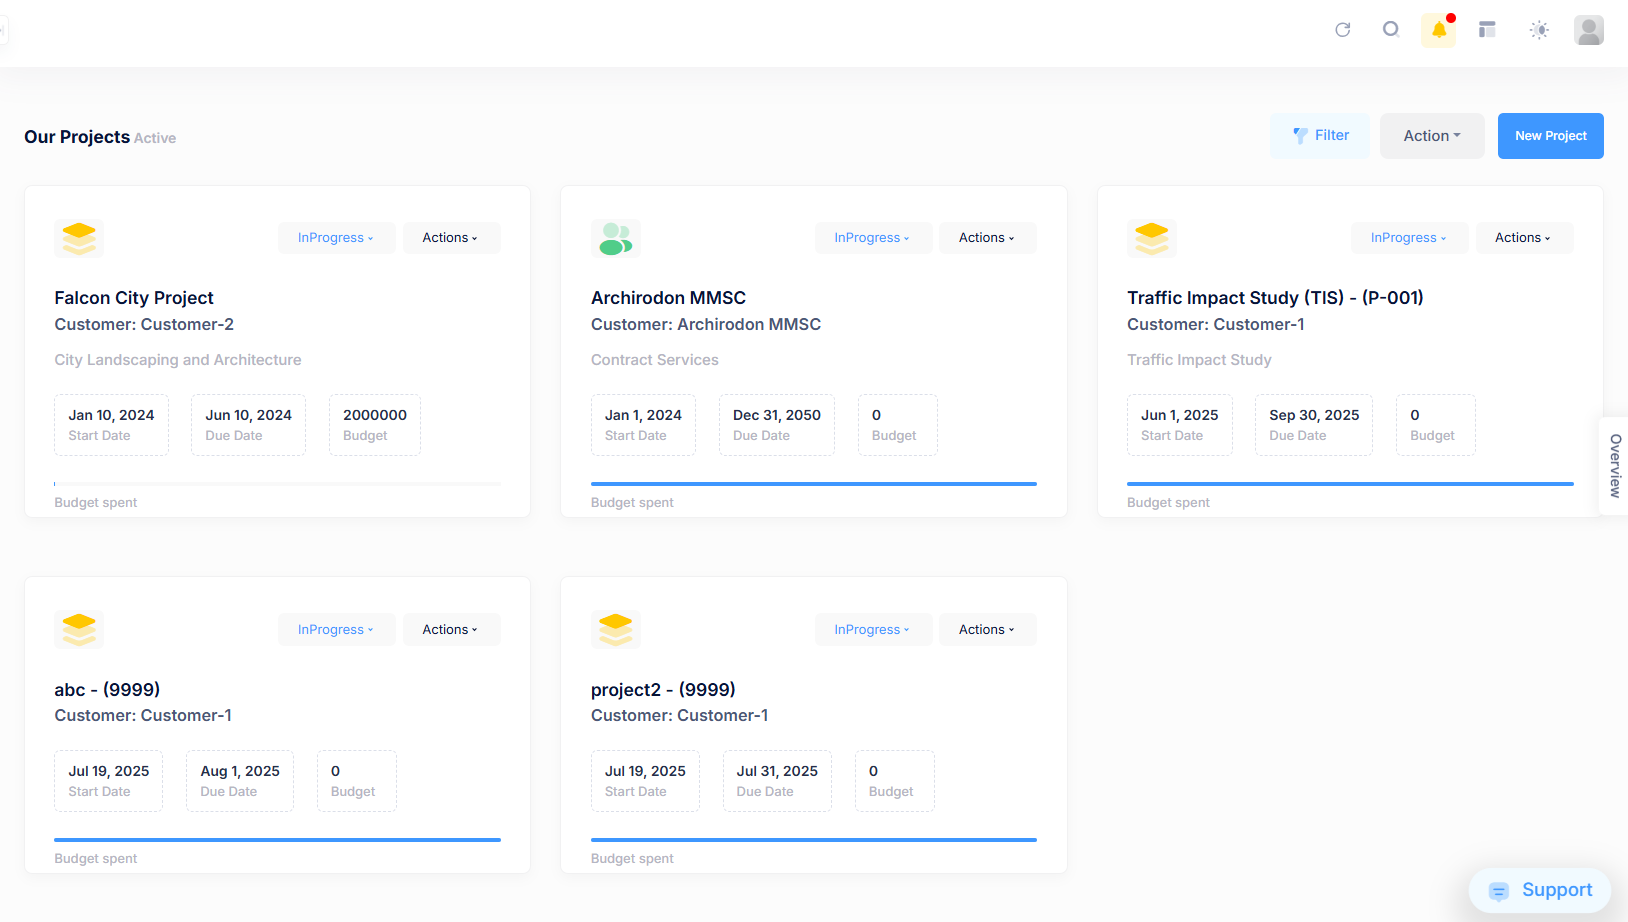 Our Projects Active
Filter
Action
New Project
InProgress
Actions
Falcon City Project
Customer: Customer-2
City Landscaping and Architecture
Jan 10, 2024
Start Date
Jun 10, 2024
Due Date
2000000
Budget
Budget spent
InProgress
Actions
Archirodon MMSC
Customer: Archirodon MMSC
Contract Services
Jan 1, 2024
Start Date
Dec 31, 2050
Due Date
0
Budget
Budget spent
InProgress
Actions
Traffic Impact Study (TIS) - (P-001)
Customer: Customer-1
Traffic Impact Study
Jun 1, 2025
Start Date
Sep 30, 2025
Due Date
0
Budget
Budget spent
Overview
InProgress
Actions
abc - (9999)
Customer: Customer-1
Jul 19, 2025
Start Date
Aug 1, 2025
Due Date
0
Budget
Budget spent
InProgress
Actions
project2 - (9999)
Customer: Customer-1
Jul 19, 2025
Start Date
Jul 31, 2025
Due Date
0
Budget
Budget spent
Support